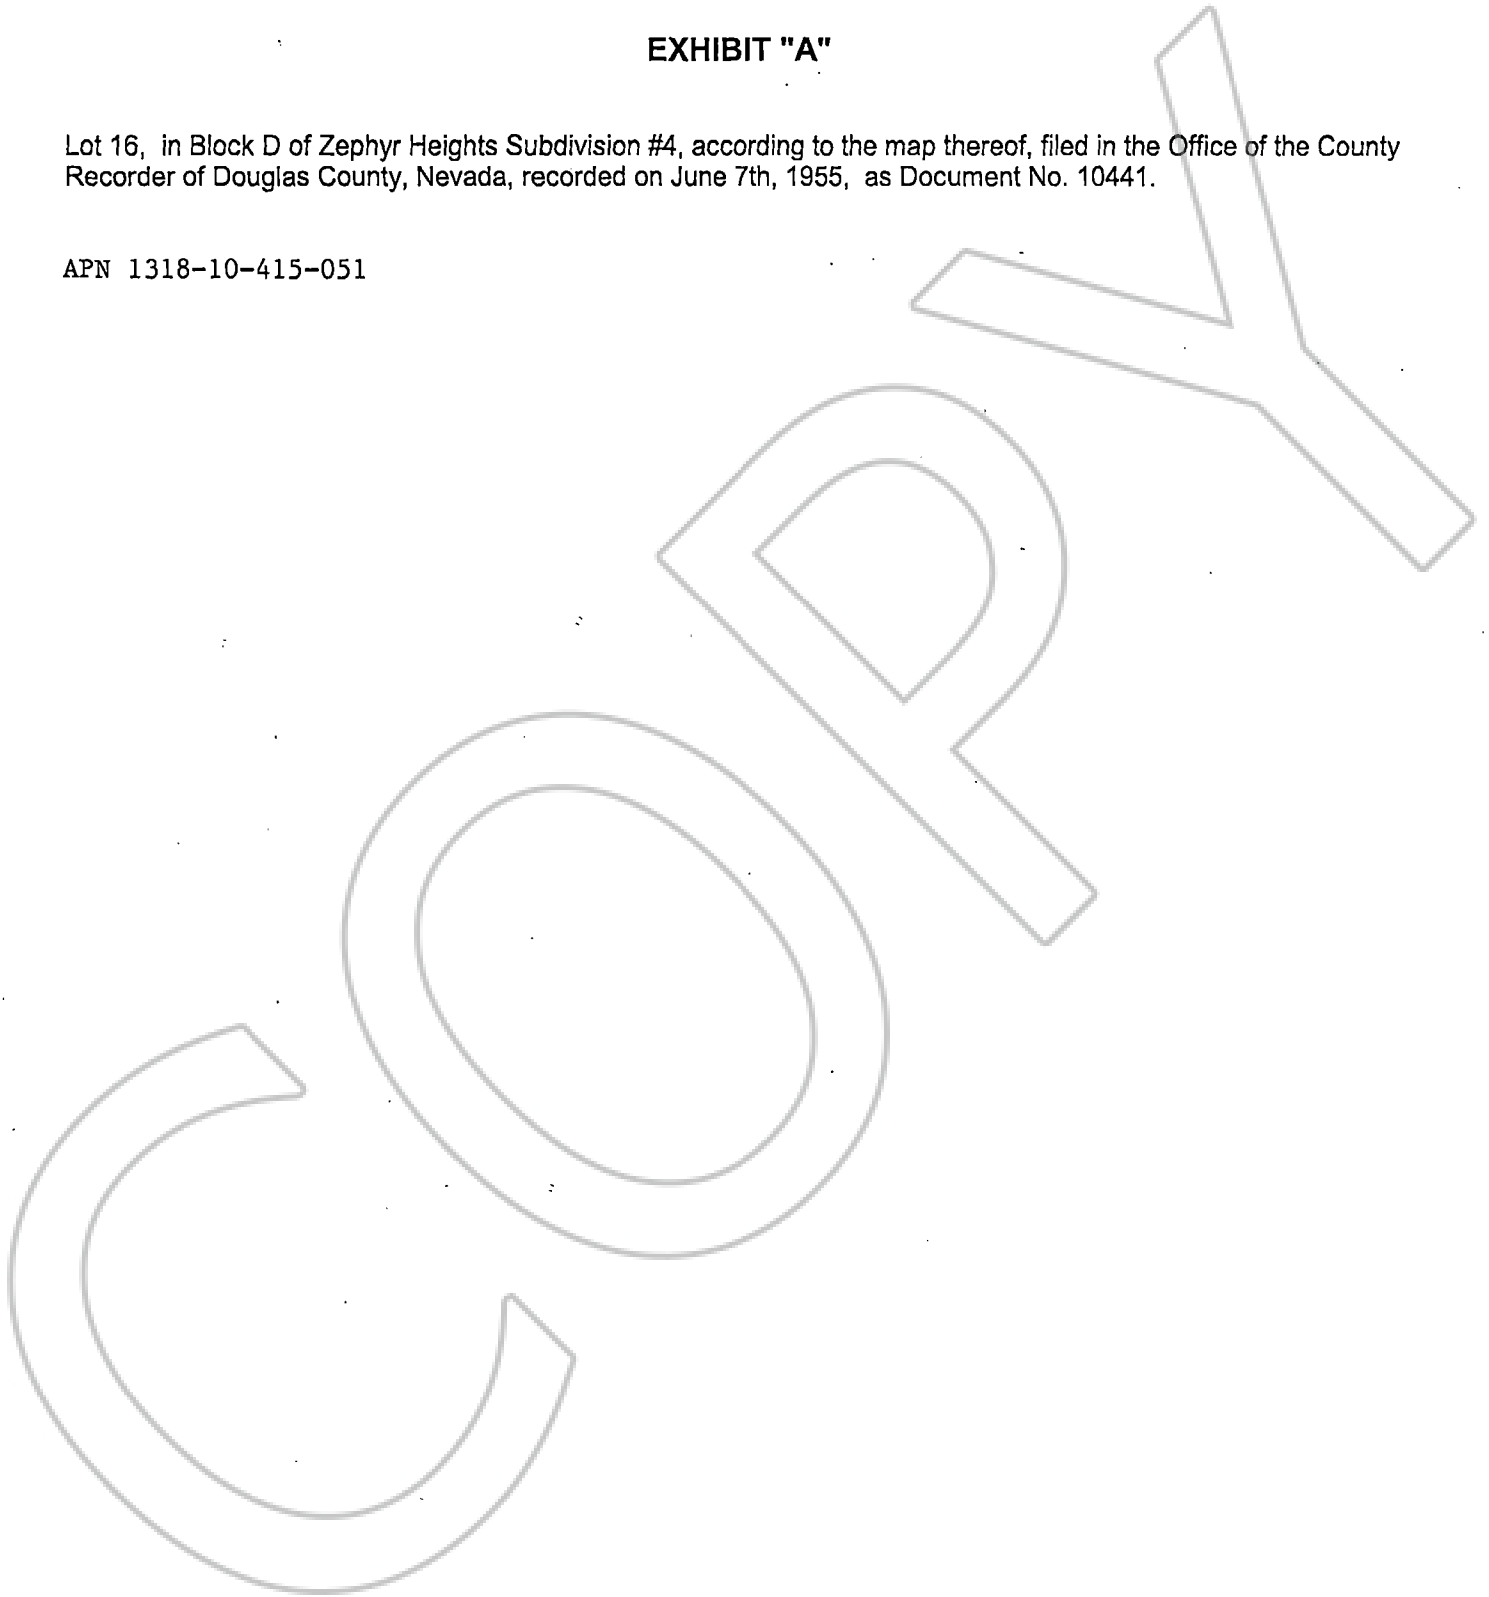 EXHIBIT "A"
Lot 16, in Block D of Zephyr Heights Subdivision #4, according to the map thereof, filed in the Office of the County
Recorder of Douglas County, Nevada, recorded on June 7th, 1955, as Document No. 10441.
APN 1318-10-415-051
COPY